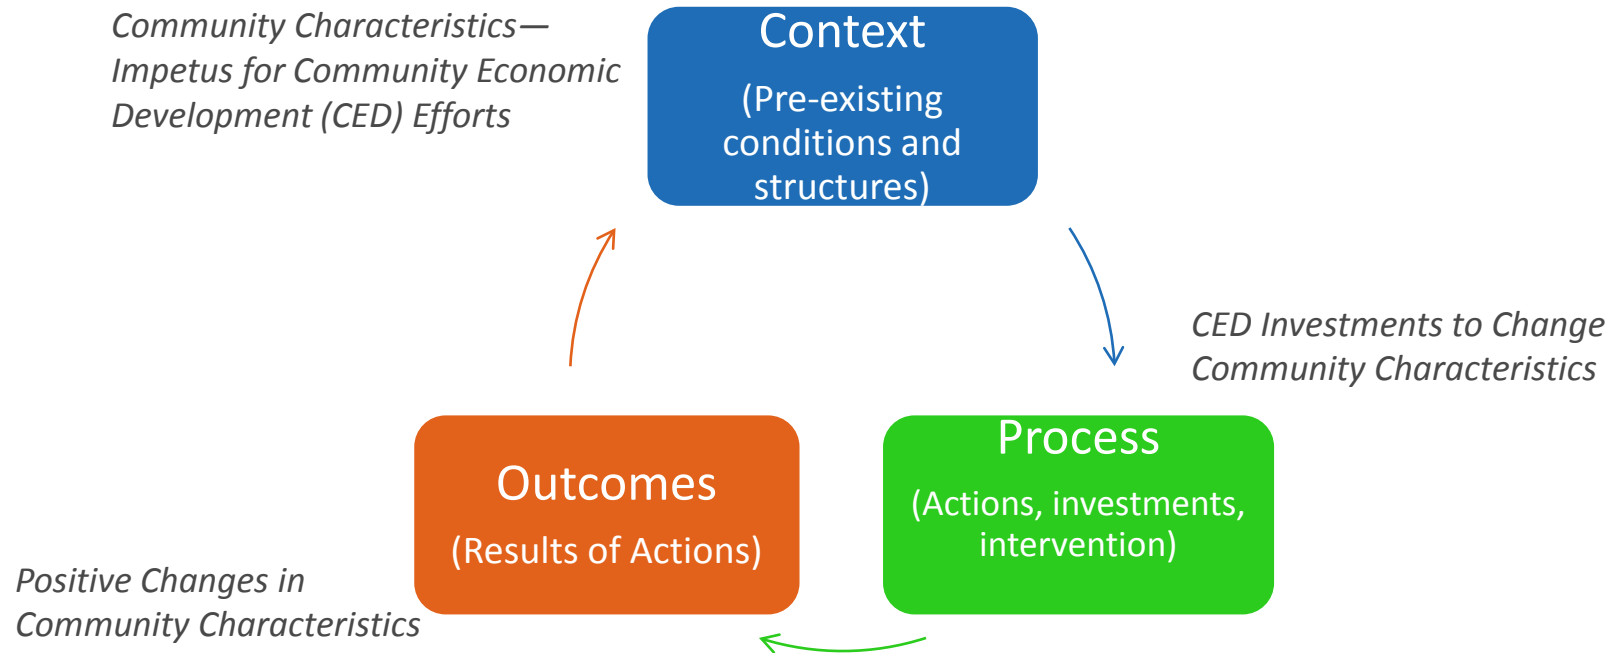 Community Characteristics—
Impetus for Community Economic
Development (CED) Efforts
Context
(Pre-existing
conditions and
structures)
CED Investments to Change
Community Characteristics
Process
(Actions, investments,
intervention)
Outcomes
(Results of Actions)
Positive Changes in
Community Characteristics